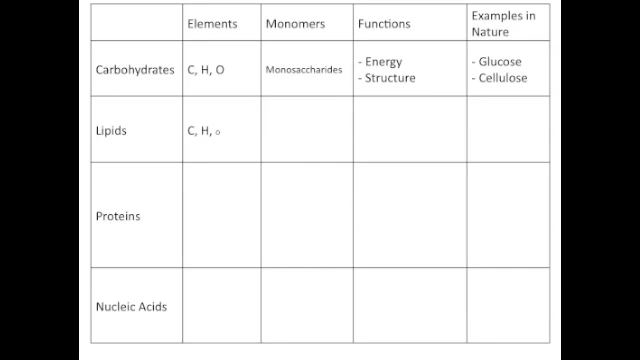 Elements Monomers Functions Examples in
Nature
Carbohydrates C, H, O Monosaccharides - Energy - Glucose
- Structure - Cellulose
Lipids C, H, o
Proteins
Nucleic Acids